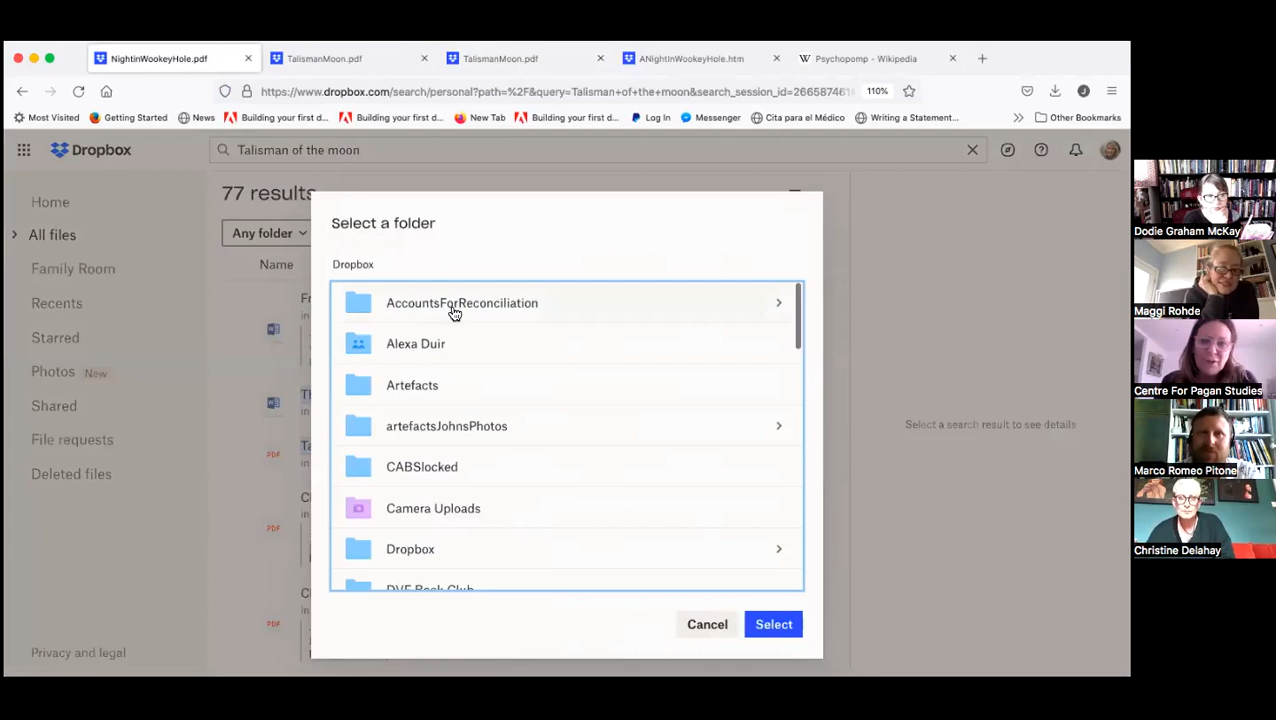 NightinWookeyHole.pdf
TalismanMoon.pdf
TalismanMoon.pdf
ANightInWookeyHole.htm
W Psychopomp - Wikipedia
https://www.dropbox.com/search/personal?path=%2F&query=Talisman+of+the+moon&search_session_id=26658746
110%
J
Most Visited
Getting Started
News
Building your first d...
Building your first d...
New Tab
Building your first d...
Log In
Messenger
Cita para el Médico
Writing a Statement...
Other Bookmarks
Dropbox
Talisman of the moon
Home
All files
Family Room
Recents
Starred
Photos New
Shared
File requests
Deleted files
Privacy and legal
77 results
Any folder
Name
PDF
PDF
PDF
Select a search result to see details
Select a folder
Dropbox
AccountsForReconciliation
Alexa Duir
Artefacts
artefactsJohnsPhotos
CABSlocked
Camera Uploads
Dropbox
DVF Book Club
Cancel
Select
Dodie Graham McKay
Maggi Rohde
Centre For Pagan Studies
Marco Romeo Pitone
Christine Delahay